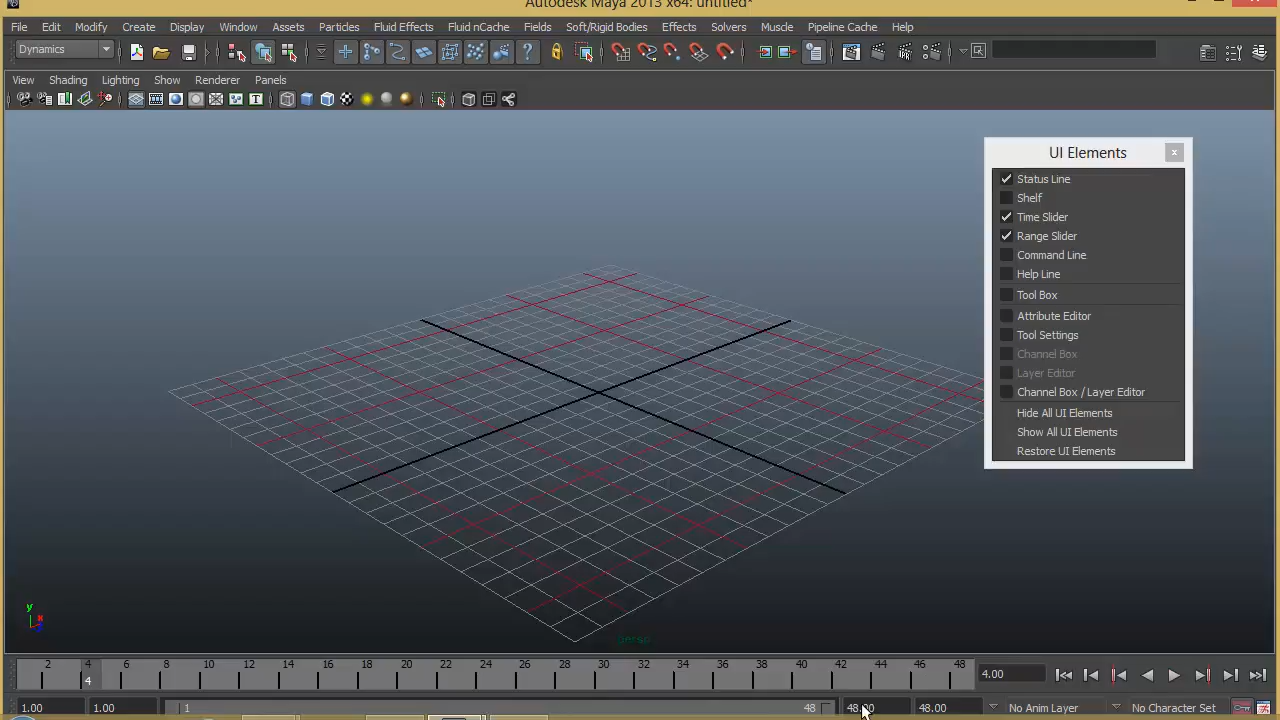 Autodesk Maya 2013 x64: untitled*
File Edit Modify Create Display Window Assets Particles Fluid Effects Fluid nCache Fields Soft/Rigid Bodies Effects Solvers Muscle Pipeline Cache Help
Dynamics
View Shading Lighting Show Renderer Panels
UI Elements
Status Line
Shelf
Time Slider
Range Slider
Command Line
Help Line
Tool Box
Attribute Editor
Tool Settings
Channel Box
Layer Editor
Channel Box / Layer Editor
Hide All UI Elements
Show All UI Elements
Restore UI Elements
y
x
persp
2 4 6 8 10 12 14 16 18 20 22 24 26 28 30 32 34 36 38 40 42 44 46 48
4
4.00
1.00 1.00 1 48 48.00 48.00 No Anim Layer No Character Set